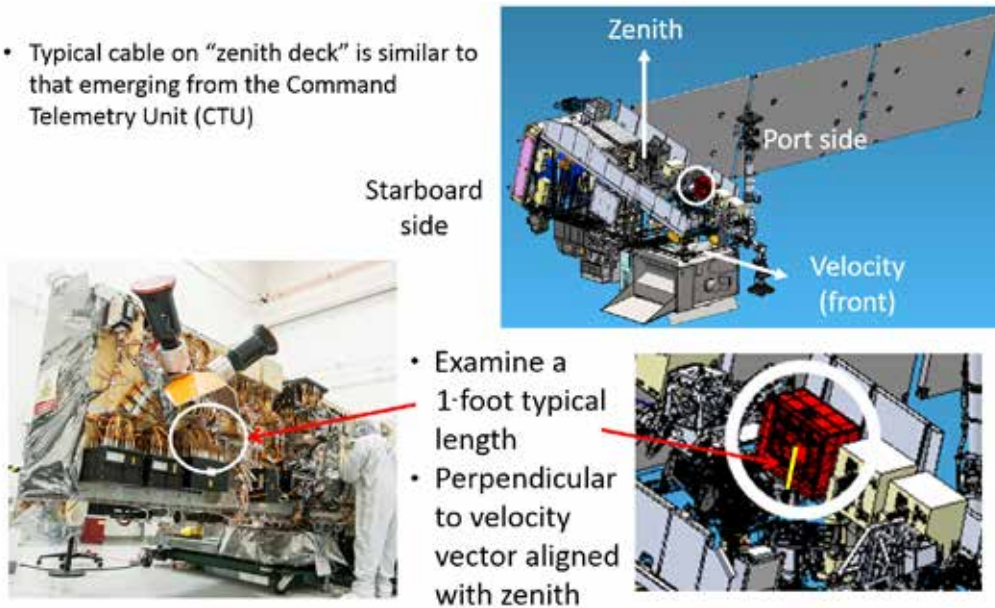 • Typical cable on “zenith deck” is similar to
that emerging from the Command
Telemetry Unit (CTU)
Zenith
Port side
Starboard
side
Velocity
(front)
• Examine a
1-foot typical
length
• Perpendicular
to velocity
vector aligned
with zenith